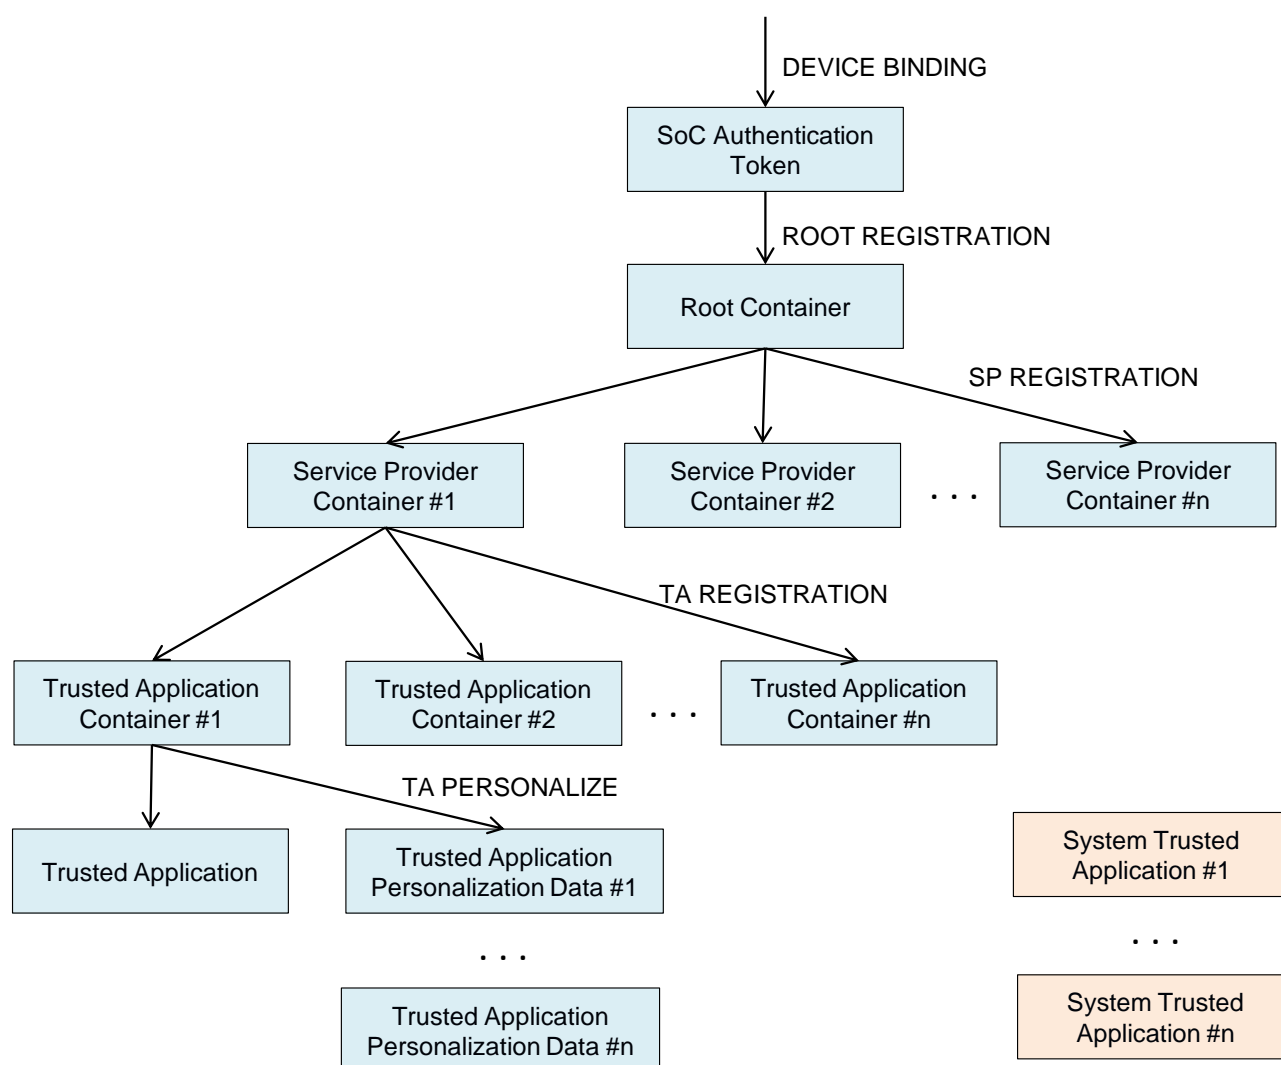 DEVICE BINDING
SoC Authentication
Token
ROOT REGISTRATION
Root Container
SP REGISTRATION
Service Provider
Container #1
Service Provider
Container #2
. . .
Service Provider
Container #n
TA REGISTRATION
Trusted Application
Container #1
Trusted Application
Container #2
. . .
Trusted Application
Container #n
TA PERSONALIZE
Trusted Application
Trusted Application
Personalization Data #1
System Trusted
Application #1
. . .
. . .
Trusted Application
Personalization Data #n
System Trusted
Application #n